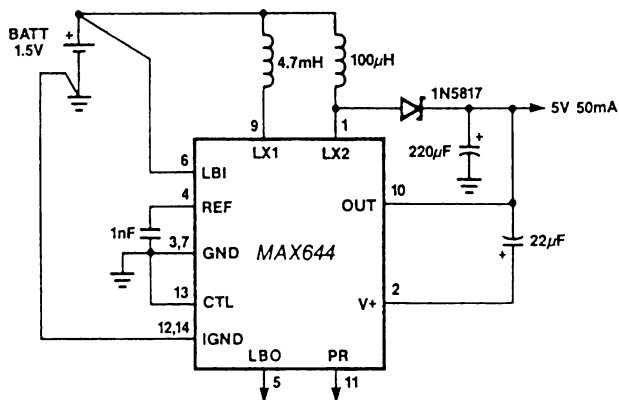 BATT
1.5V
+
4.7mH
100µH
1N5817
5V 50mA
9
1
LX1
LX2
220µF
+
6
LBI
4
REF
10
OUT
1nF
3,7
GND
MAX644
22µF
+
13
CTL
2
V+
12,14
IGND
LBO
PR
5
11